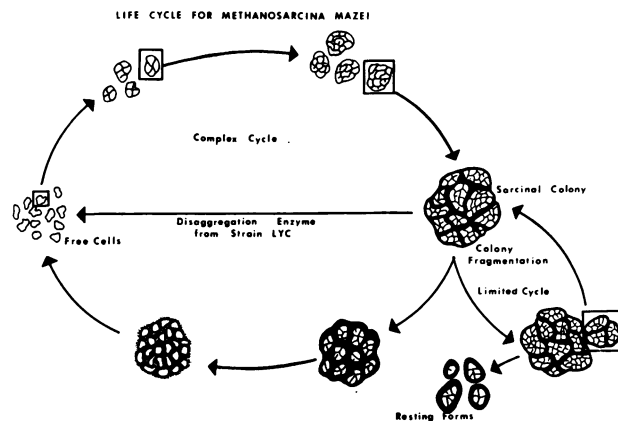 LIFE CYCLE FOR METHANOSARCINA MAZEI
Complex Cycle
Sarcinal Colony
Disaggregation Enzyme
from Strain LYC
Free Cells
Colony
Fragmentation
Limited Cycle
Resting Forms